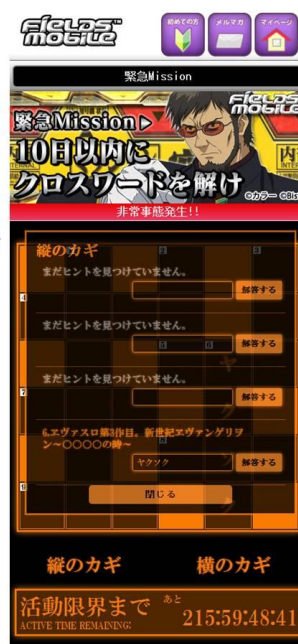 FIELDS™
MOBILE
初めての方
メルマガ
マイページ
緊急Mission
FIELDS
MOBILE
緊急Mission▷
10日以内に
クロスワードを解け
©カラー
非常事態発生!!
縦のカギ
まだヒントを見つけていません。
解答する
まだヒントを見つけていません。
解答する
まだヒントを見つけていません。
解答する
6.エヴァスロ第3作目。新世紀エヴァンゲリヲ
ン~○○○○の時~
ヤクソク
解答する
閉じる
縦のカギ
横のカギ
活動限界まで
ACTIVE TIME REMAINING:
あと
215:59:48:41